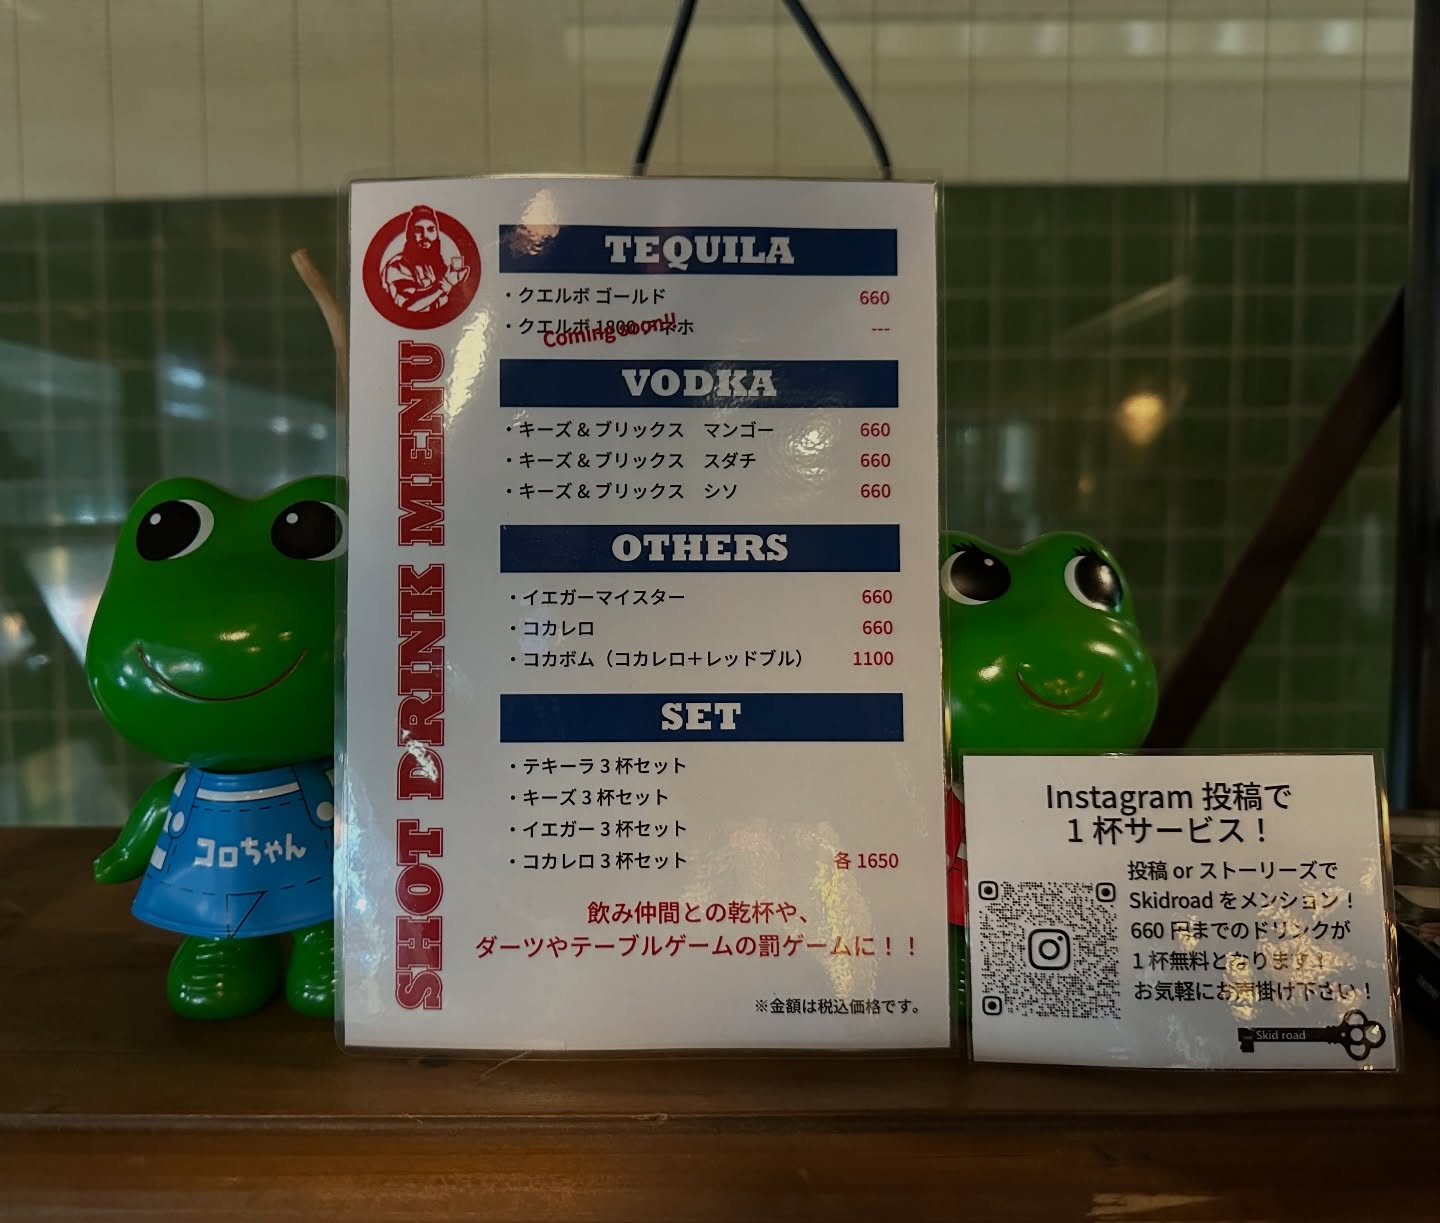 SHOT DRINK MENU
TEQUILA
・クエルボ ゴールド 660
・クエルボ 1800 アネホ ---
Coming soon!!
VODKA
・キーズ & ブリックス マンゴー 660
・キーズ & ブリックス スダチ 660
・キーズ & ブリックス シソ 660
OTHERS
・イエガーマイスター 660
・コカレロ 660
・コカボム（コカレロ＋レッドブル） 1100
SET
・テキーラ 3 杯セット
・キーズ 3 杯セット
・イエガー 3 杯セット
・コカレロ 3 杯セット 各 1650
飲み仲間との乾杯や、
ダーツやテーブルゲームの罰ゲームに！！
※金額は税込価格です。
コロちゃん
Instagram 投稿で
1 杯サービス！
投稿 or ストーリーズで
Skidroad をメンション！
660 円までのドリンクが
1 杯無料となります！
お気軽にお声掛け下さい！
Skid road